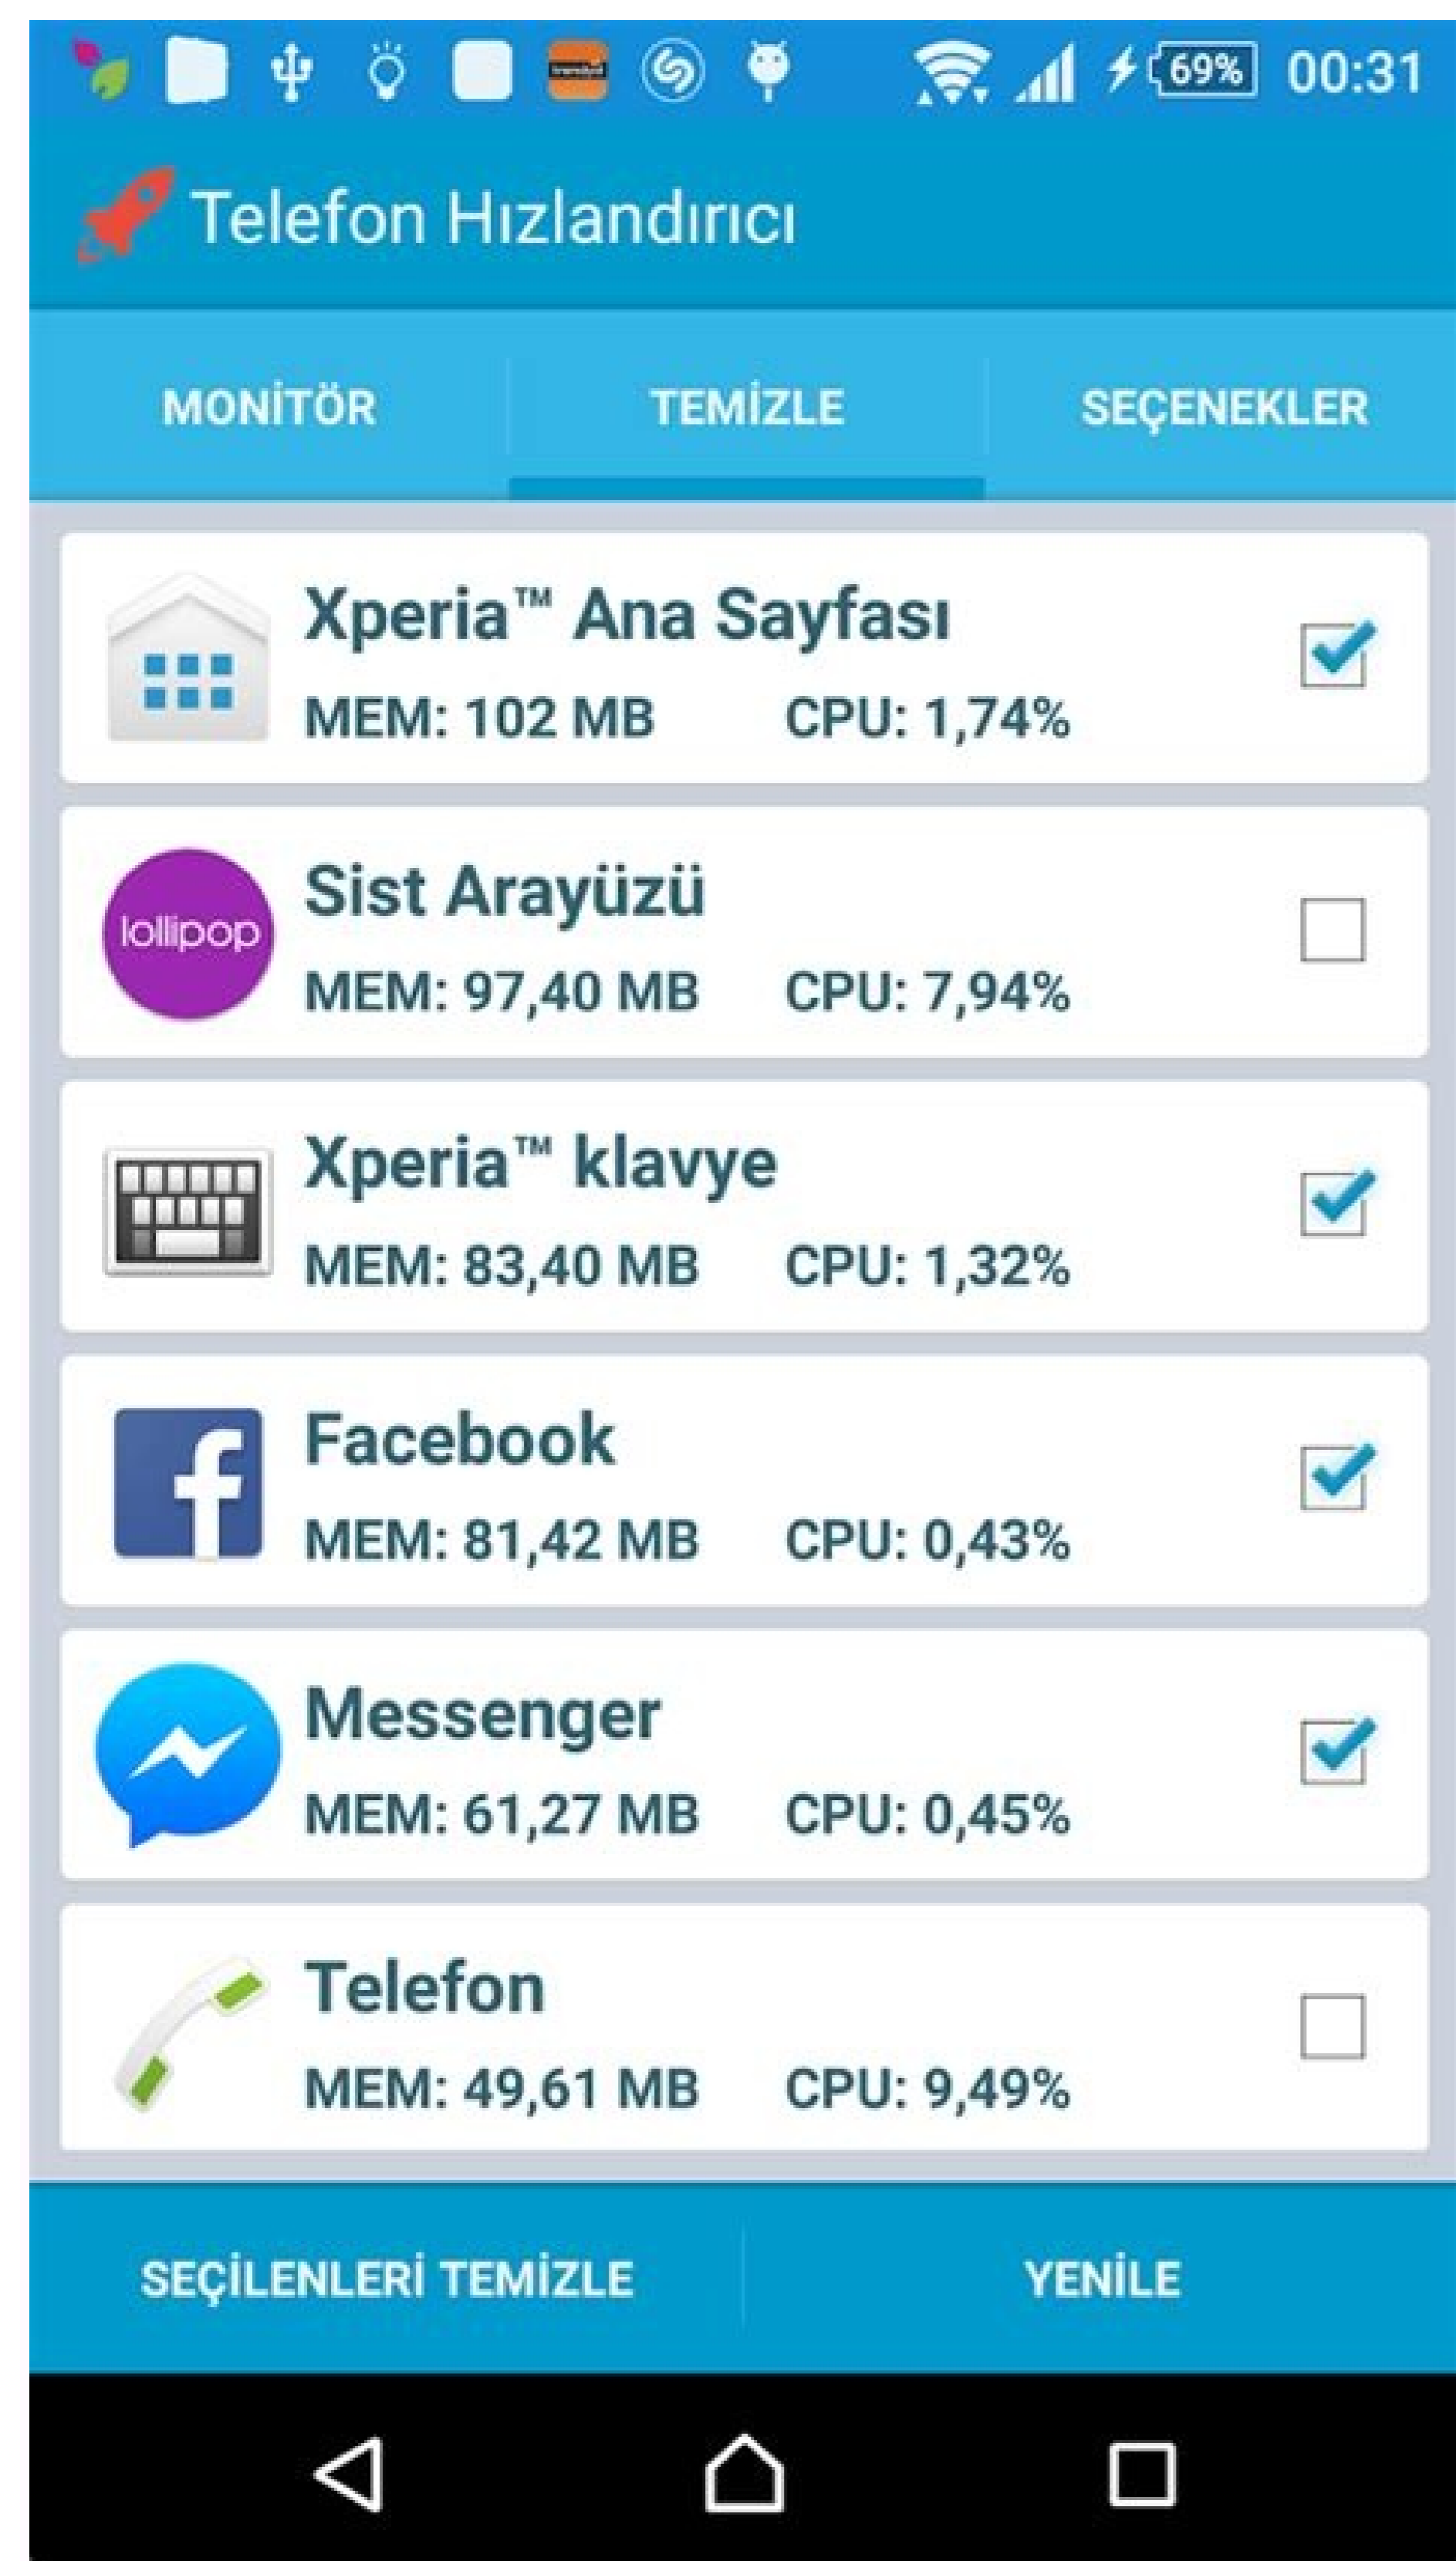 69% 00:31
Telefon Hızlandırıcı
MONİTÖR TEMİZLE SEÇENEKLER
Xperia™ Ana Sayfası
MEM: 102 MB CPU: 1,74%
lollipop
Sist Arayüzü
MEM: 97,40 MB CPU: 7,94%
Xperia™ klavye
MEM: 83,40 MB CPU: 1,32%
Facebook
MEM: 81,42 MB CPU: 0,43%
Messenger
MEM: 61,27 MB CPU: 0,45%
Telefon
MEM: 49,61 MB CPU: 9,49%
SEÇİLENLERİ TEMİZLE YENİLE